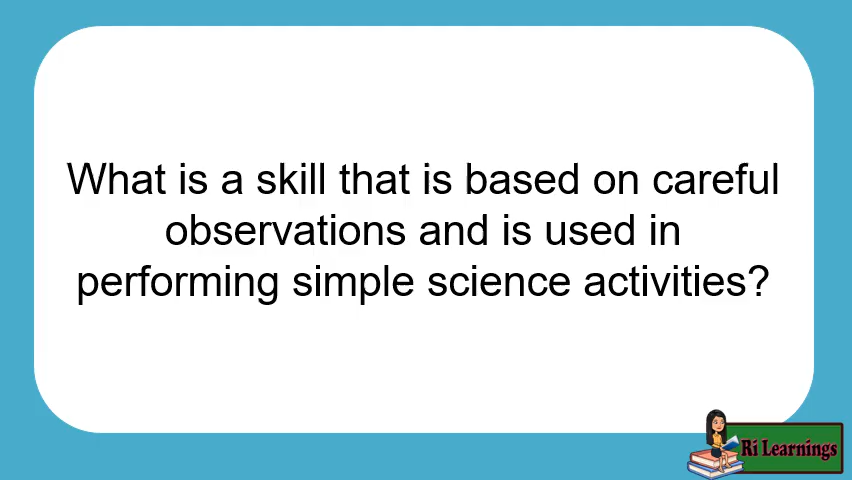 What is a skill that is based on careful
observations and is used in
performing simple science activities?
Ri Learnings